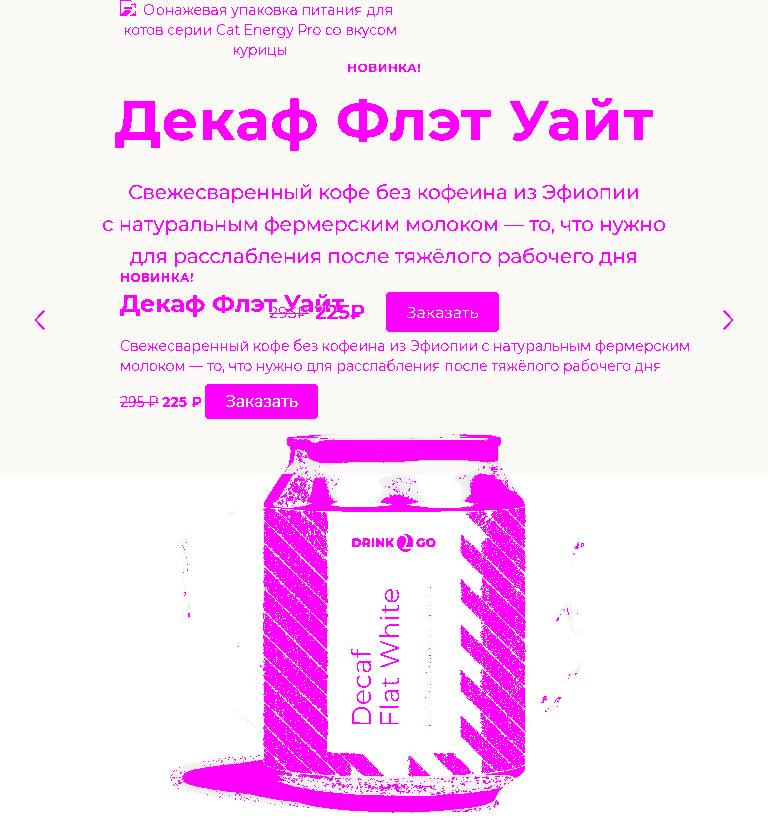 Оонажевая упаковка питания для
котов серии Cat Energy Pro со вкусом
курицы
НОВИНКА!
Декаф Флэт Уайт
Свежесваренный кофе без кофеина из Эфиопии
с натуральным фермерским молоком — то, что нужно
для расслабления после тяжёлого рабочего дня
НОВИНКА!
Декаф Флэт Уайт
295₽ 225₽ Заказать
Свежесваренный кофе без кофеина из Эфиопии с натуральным фермерским
молоком — то, что нужно для расслабления после тяжёлого рабочего дня
295 ₽ 225 ₽ Заказать
DRINK2GO
Decaf
Flat White